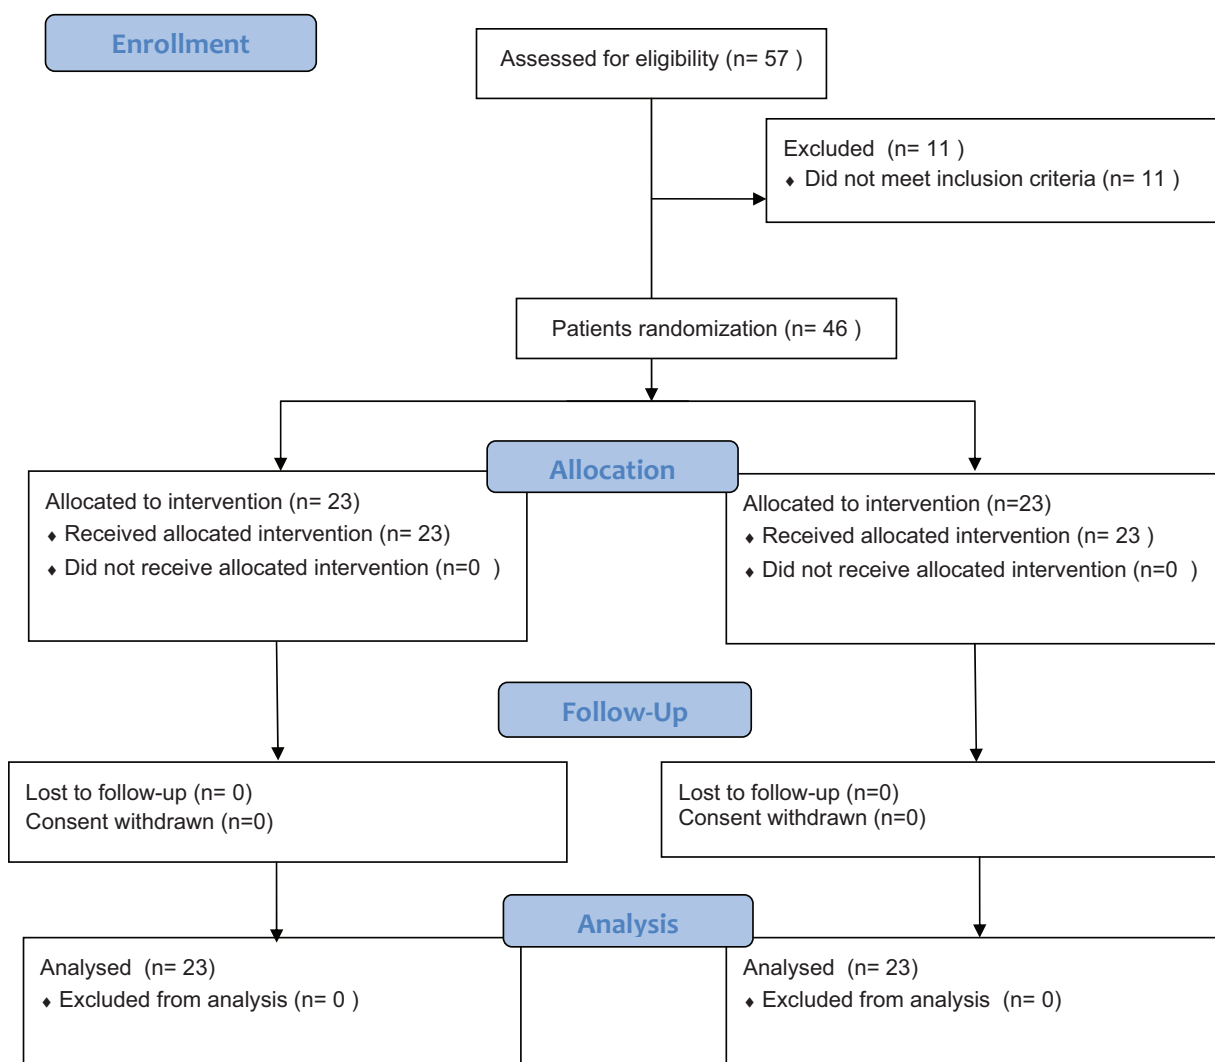 Enrollment
Assessed for eligibility (n= 57 )
Excluded  (n= 11 )
♦ Did not meet inclusion criteria (n= 11 )
Patients randomization (n= 46 )
Allocation
Allocated to intervention (n= 23)
♦ Received allocated intervention (n= 23)
♦ Did not receive allocated intervention (n=0  )
Allocated to intervention (n=23)
♦ Received allocated intervention (n= 23 )
♦ Did not receive allocated intervention (n=0  )
Follow-Up
Lost to follow-up (n= 0)
Consent withdrawn (n=0)
Lost to follow-up (n=0)
Consent withdrawn (n=0)
Analysis
Analysed  (n= 23)
♦ Excluded from analysis (n= 0 )
Analysed  (n= 23)
♦ Excluded from analysis  (n= 0)